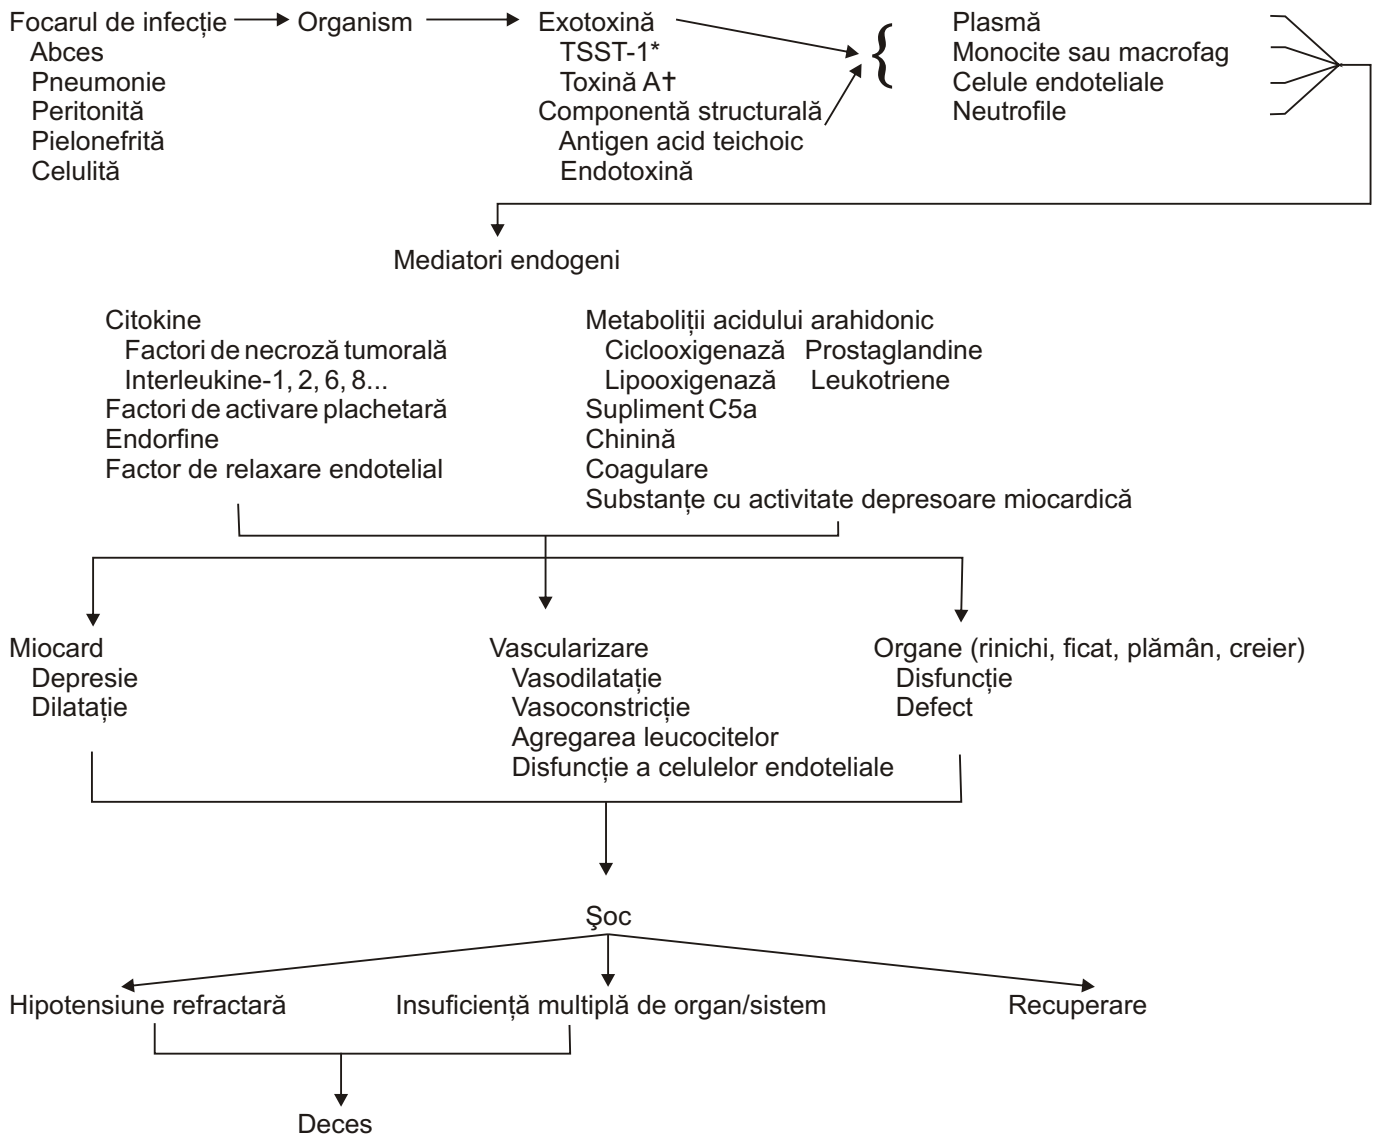 Focarul de infecție
Abces
Pneumonie
Peritonită
Pielonefrită
Celulită
Organism
Exotoxină
TSST-1*
Toxină A†
Componentă structurală
Antigen acid teichoic
Endotoxină
{
Plasmă
Monocite sau macrofag
Celule endoteliale
Neutrofile
Mediatori endogeni
Citokine
Factori de necroză tumorală
Interleukine-1, 2, 6, 8...
Factori de activare plachetară
Endorfine
Factor de relaxare endotelial
Metaboliții acidului arahidonic
Ciclooxigenază Prostaglandine
Lipooxigenază Leukotriene
Supliment C5a
Chinină
Coagulare
Substanțe cu activitate depresoare miocardică
Miocard
Depresie
Dilatație
Vascularizare
Vasodilatație
Vasoconstricție
Agregarea leucocitelor
Disfuncție a celulelor endoteliale
Organe (rinichi, ficat, plămân, creier)
Disfuncție
Defect
Şoc
Hipotensiune refractară
Insuficiență multiplă de organ/sistem
Recuperare
Deces